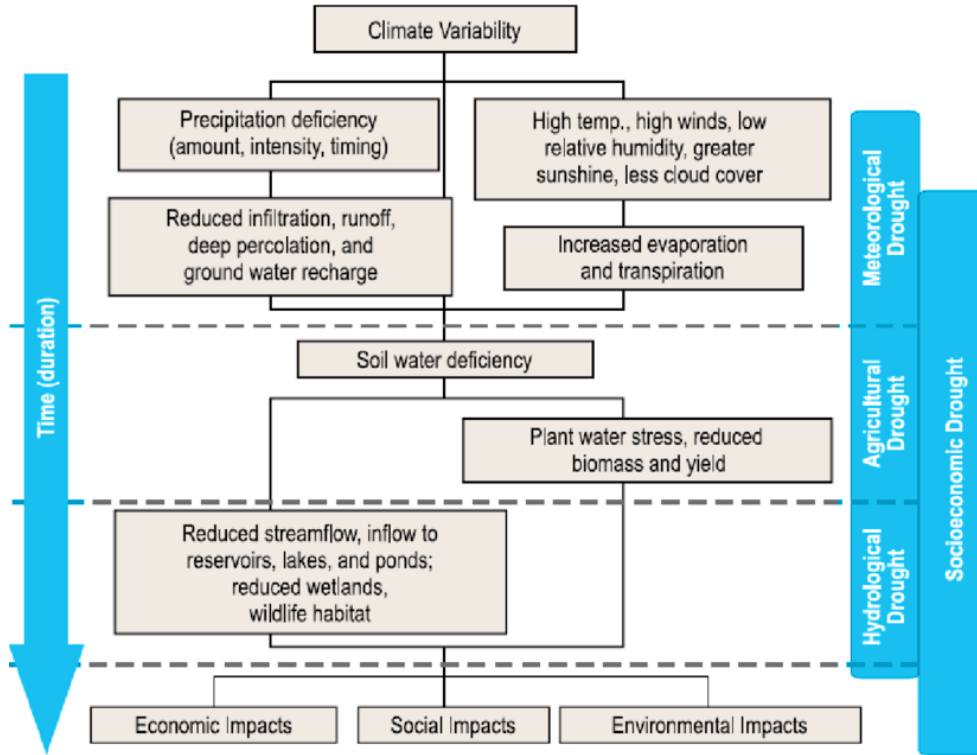 Climate Variability
Precipitation deficiency
(amount, intensity, timing)
High temp., high winds, low
relative humidity, greater
sunshine, less cloud cover
Reduced infiltration, runoff,
deep percolation, and
ground water recharge
Increased evaporation
and transpiration
Soil water deficiency
Plant water stress, reduced
biomass and yield
Reduced streamflow, inflow to
reservoirs, lakes, and ponds;
reduced wetlands,
wildlife habitat
Economic Impacts
Social Impacts
Environmental Impacts
Time (duration)
Meteorological
Drought
Agricultural
Drought
Hydrological
Drought
Socioeconomic Drought